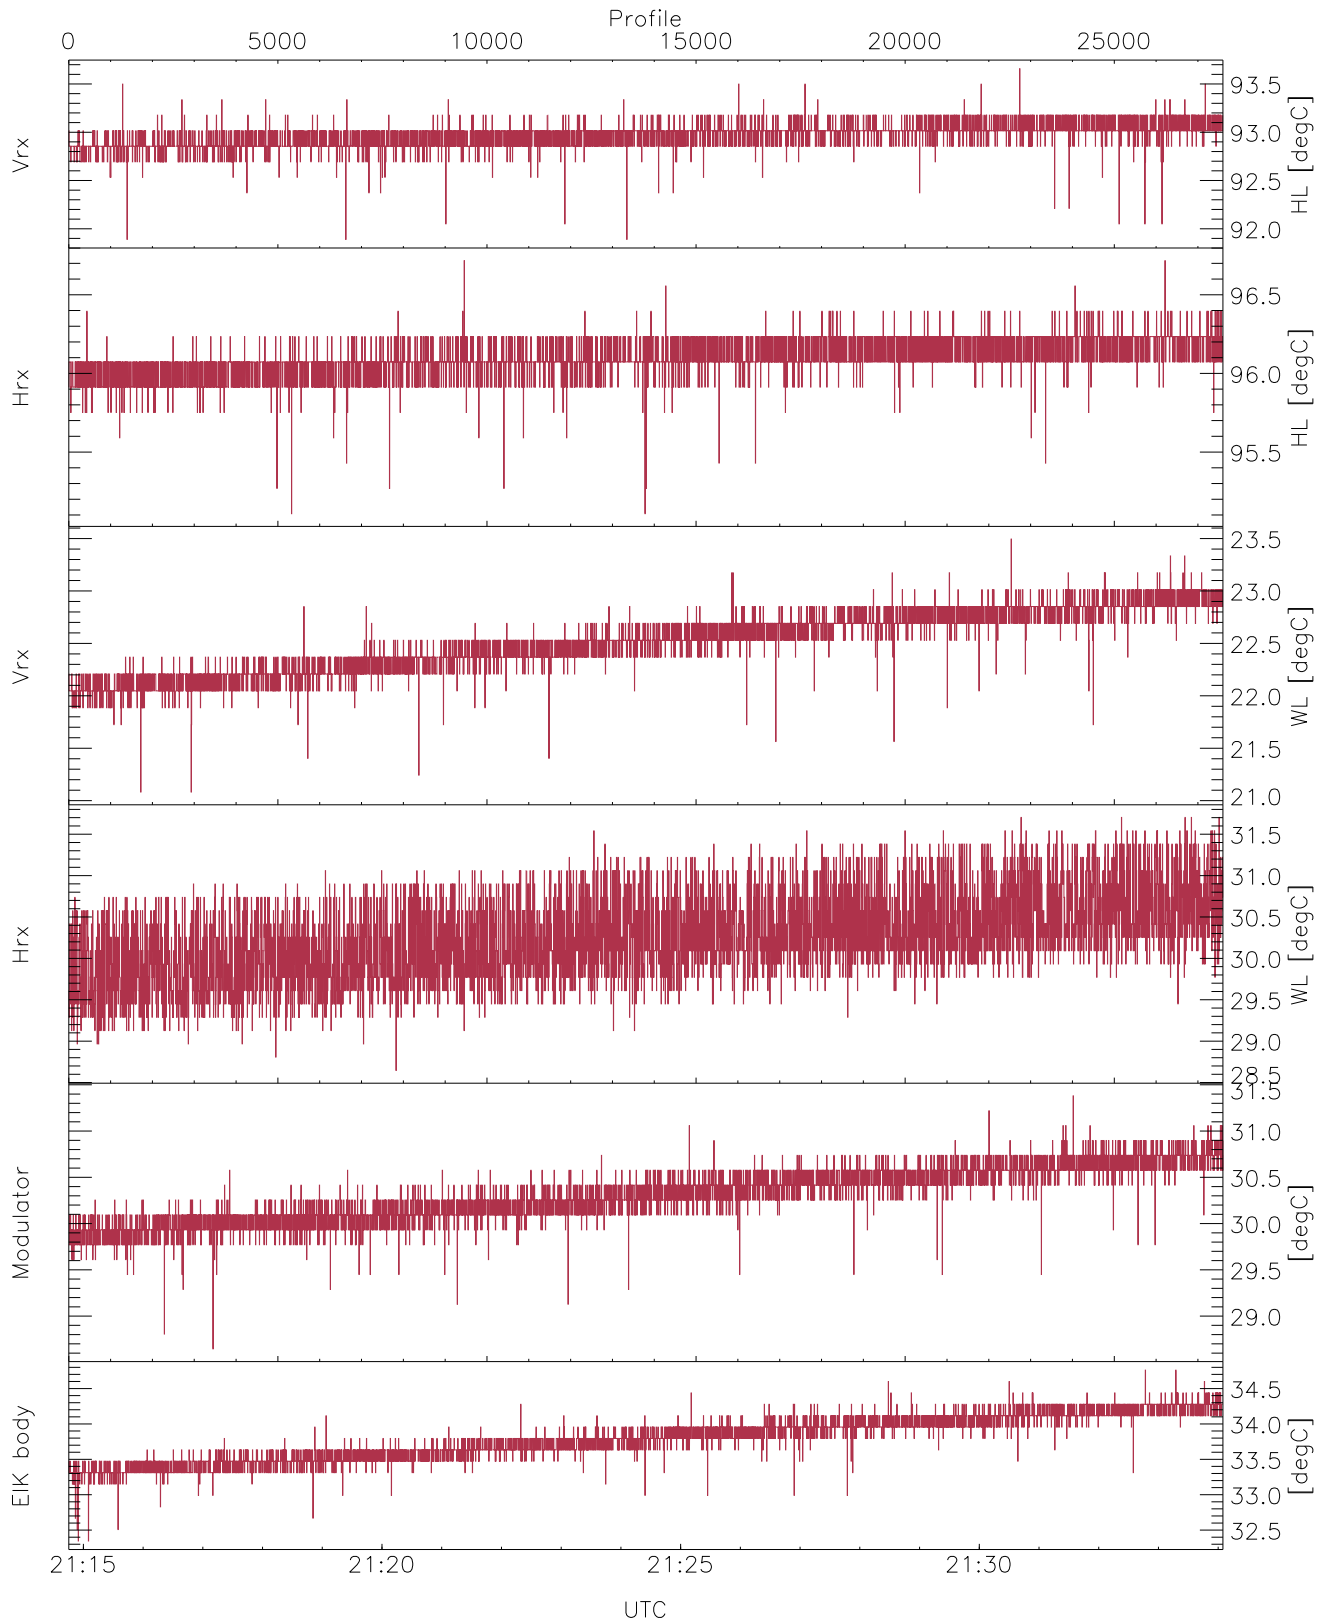 Profile
0 5000 10000 15000 20000 25000
Vrx
93.5
93.0
92.5
92.0
HL [degC]
Hrx
96.5
96.0
95.5
HL [degC]
Vrx
23.5
23.0
22.5
22.0
21.5
21.0
WL [degC]
Hrx
31.5
31.0
30.5
30.0
29.5
29.0
28.5
WL [degC]
Modulator
31.5
31.0
30.5
30.0
29.5
29.0
[degC]
EIK body
34.5
34.0
33.5
33.0
32.5
[degC]
21:15 21:20 21:25 21:30
UTC